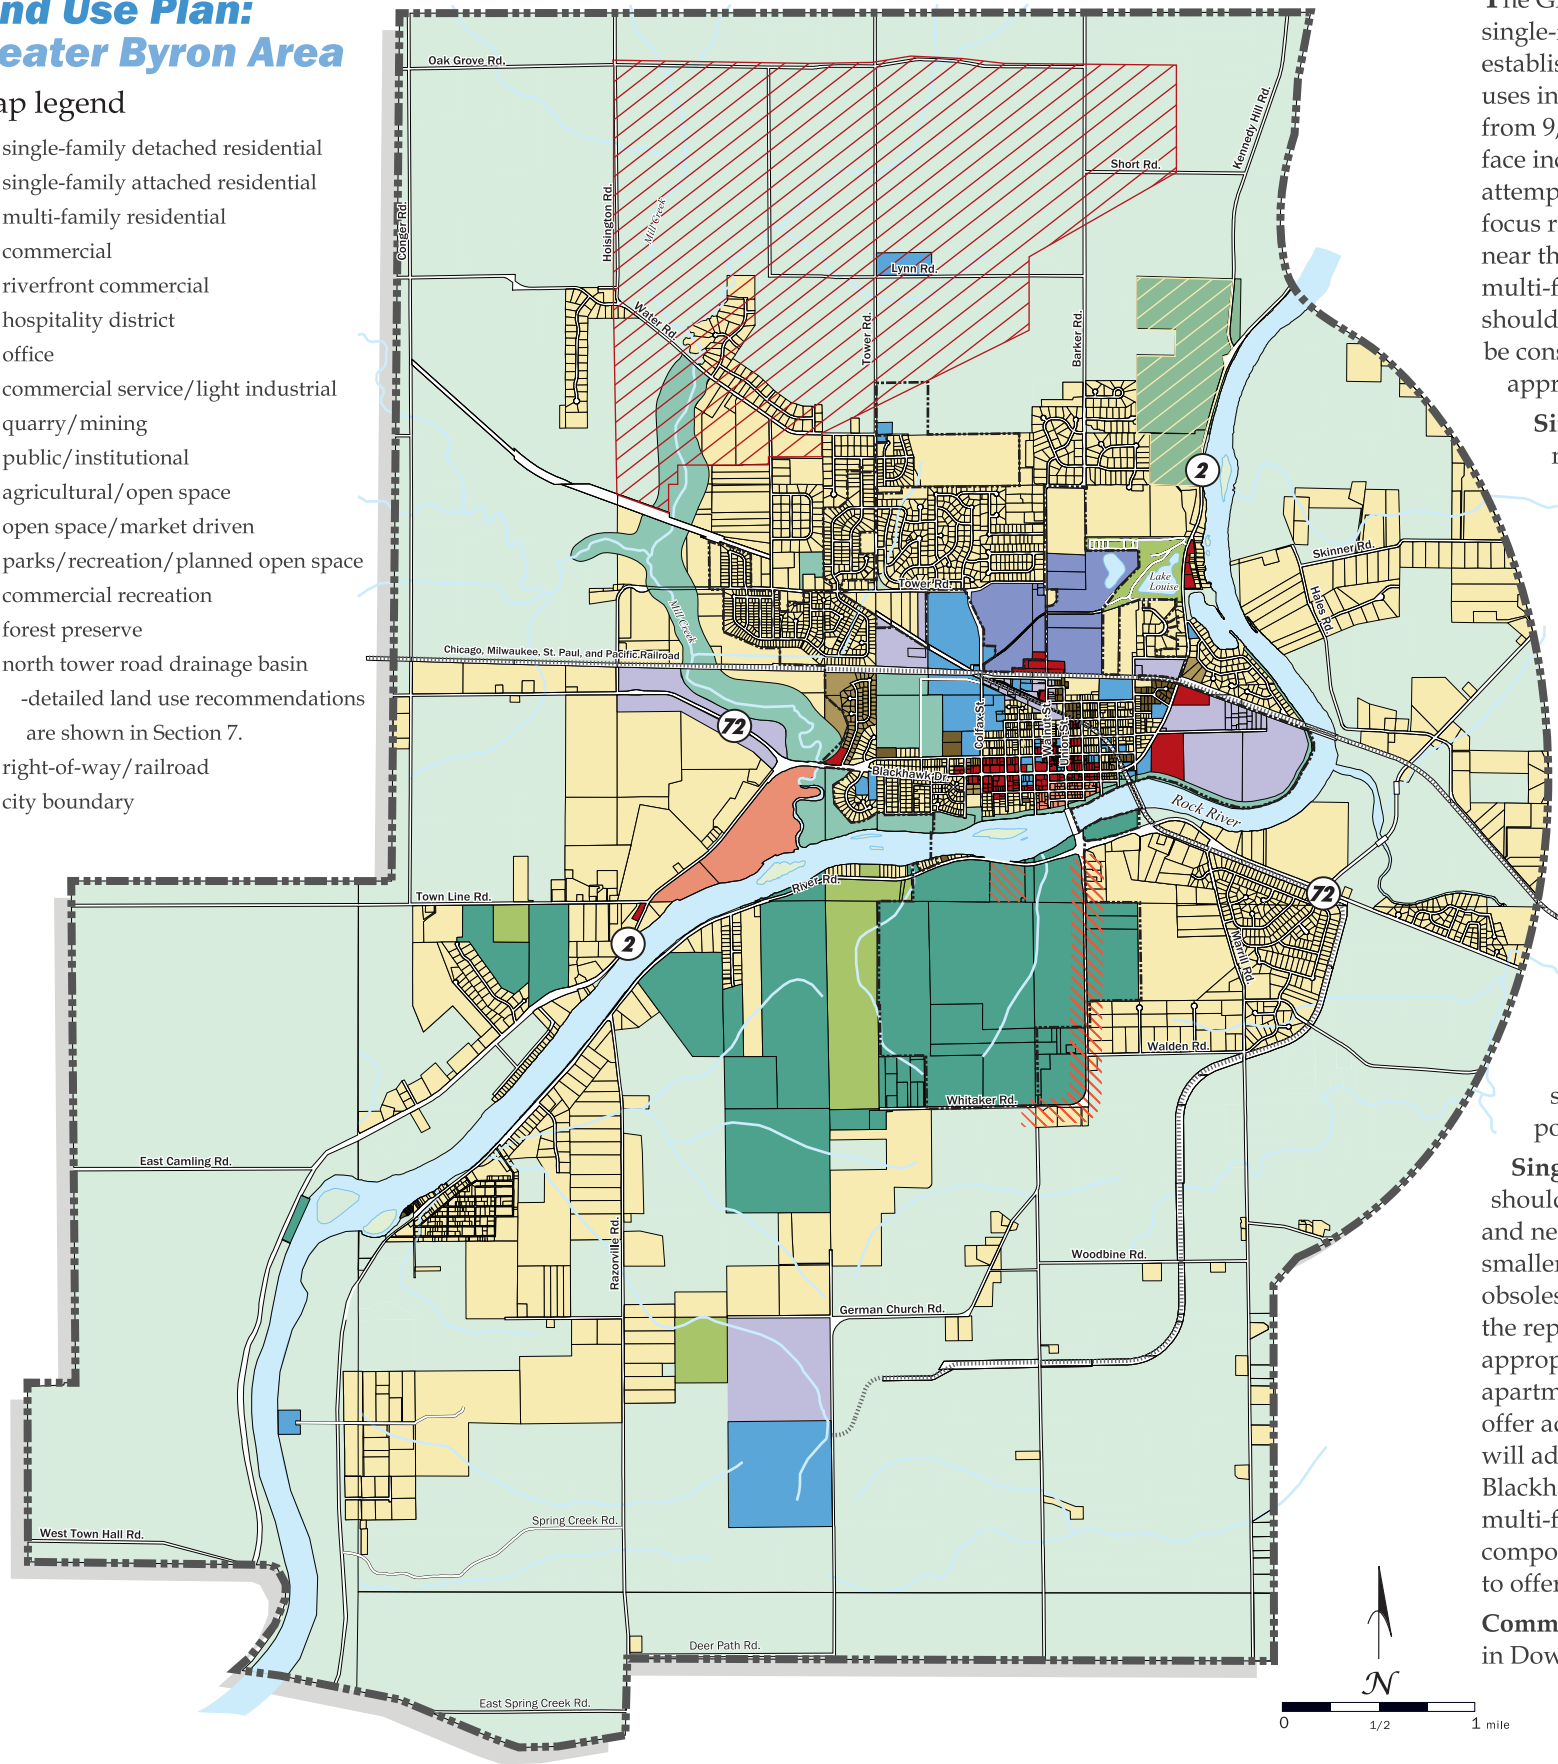 nd Use Plan:
eater Byron Area
ap legend
single-family detached residential
single-family attached residential
multi-family residential
commercial
riverfront commercial
hospitality district
office
commercial service/light industrial
quarry/mining
public/institutional
agricultural/open space
open space/market driven
parks/recreation/planned open space
commercial recreation
forest preserve
north tower road drainage basin
-detailed land use recommendations
are shown in Section 7.
right-of-way/railroad
city boundary
Oak Grove Rd.
Conger Rd.
Hoisington Rd.
Mill Creek
Short Rd.
Kennedy Hill Rd.
Lynn Rd.
Water Rd.
Tower Rd.
Barker Rd.
2
Skinner Rd.
Hales Rd.
Lake
Louise
Tower Rd.
Mill Creek
Chicago, Milwaukee, St. Paul, and Pacific Railroad
72
Colfax St.
Walnut St.
Union St.
Blackhawk Dr.
Rock River
River Rd.
Town Line Rd.
2
72
Marrill Rd.
Walden Rd.
Whitaker Rd.
East Camling Rd.
Razorville Rd.
Woodbine Rd.
German Church Rd.
Spring Creek Rd.
West Town Hall Rd.
Deer Path Rd.
East Spring Creek Rd.
N
0 1/2 1 mile
The G
single-
establis
uses in
from 9/
face inc
attemp
focus r
near th
multi-f
should
be cons
appr
Si
r
s
po
Sing
should
and ne
smaller
obsoles
the rep
approp
apartm
offer ac
will ad
Blackh
multi-f
compo
to offer
Comm
in Dow